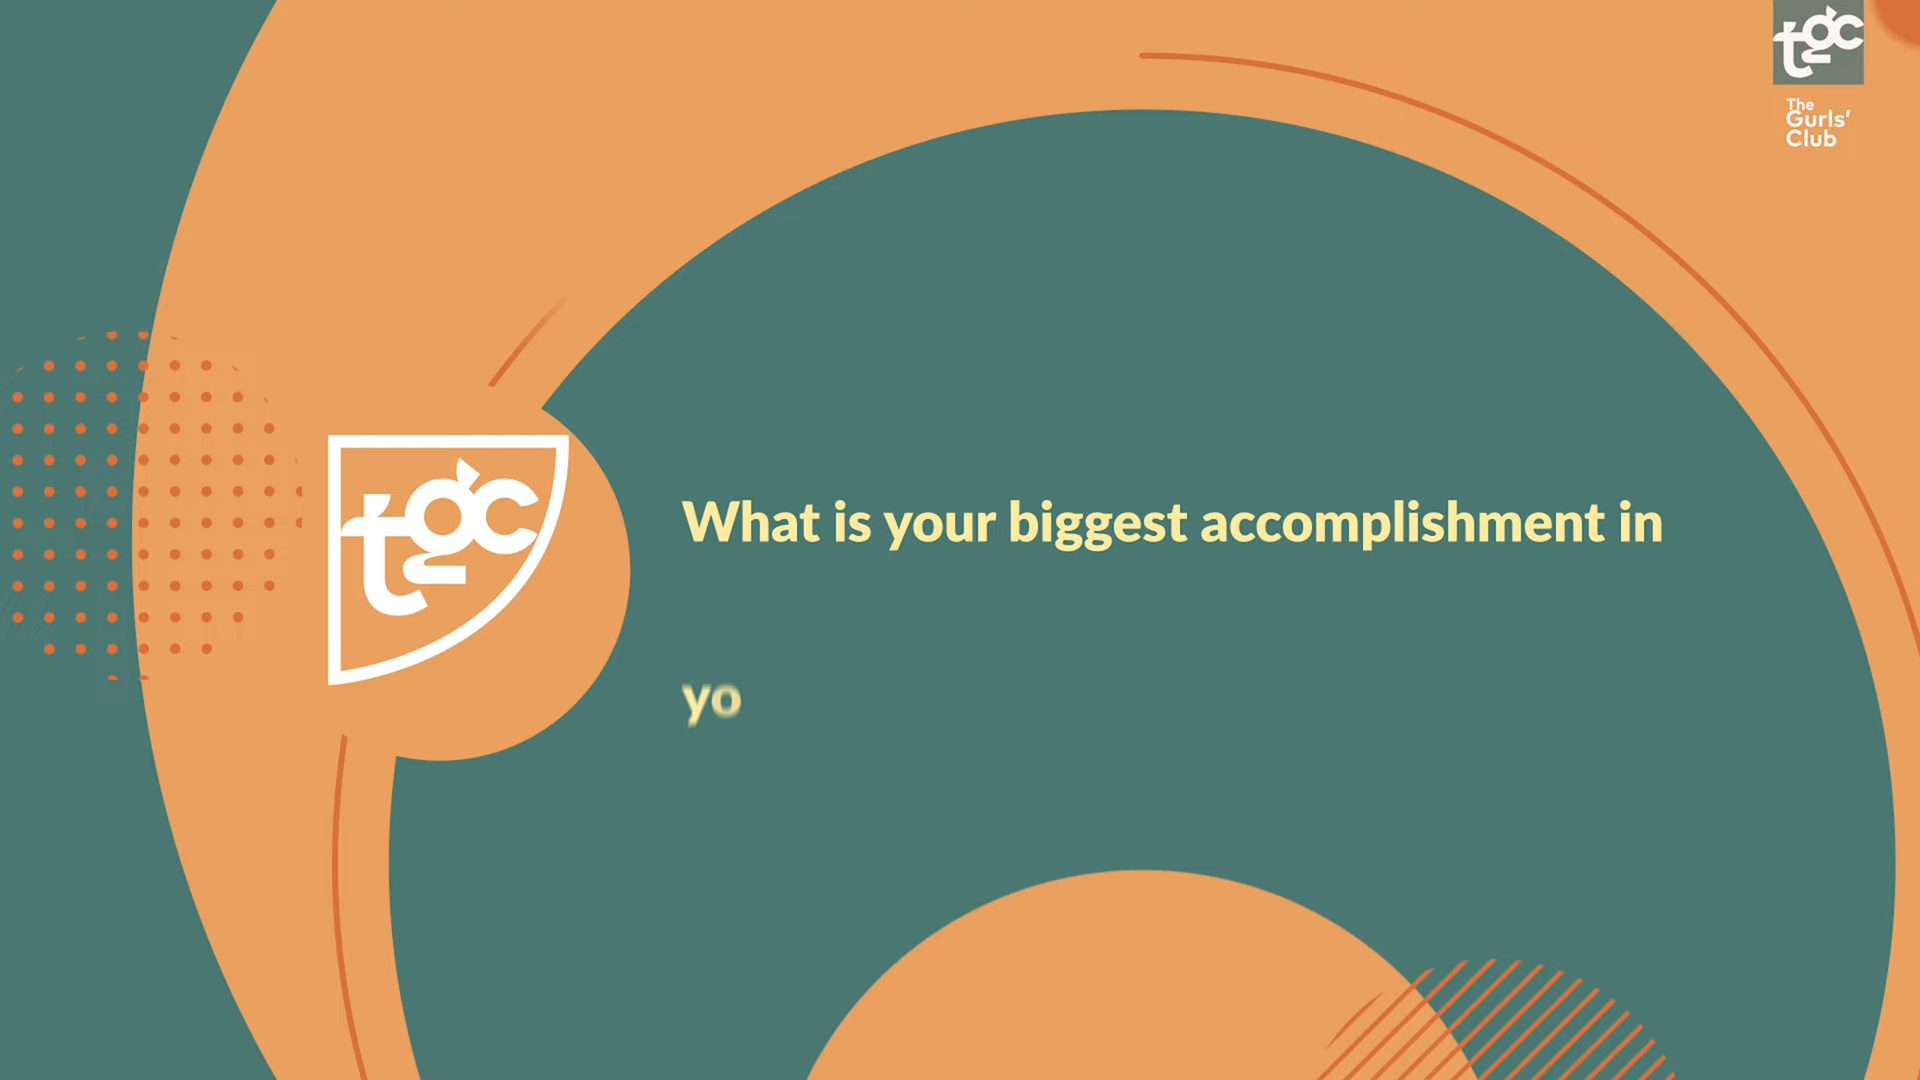 tgc
The
Gurls'
Club
tgc
What is your biggest accomplishment in
yo